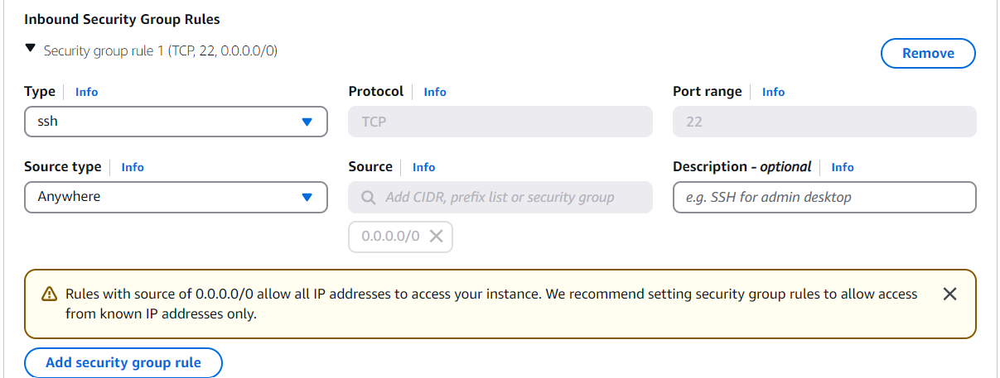 Inbound Security Group Rules
Security group rule 1 (TCP, 22, 0.0.0.0/0)
Remove
Type Info Protocol Info Port range Info
ssh TCP 22
Source type Info Source Info Description - optional Info
Anywhere Add CIDR, prefix list or security group e.g. SSH for admin desktop
0.0.0.0/0
Rules with source of 0.0.0.0/0 allow all IP addresses to access your instance. We recommend setting security group rules to allow access
from known IP addresses only.
Add security group rule